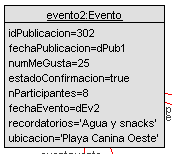 evento2:Evento
idPublicacion=302
fechaPublicacion=dPub1
numMeGusta=25
estadoConfirmacion=true
nParticipantes=8
fechaEvento=dEv2
recordatorios='Agua y snacks'
ubicacion='Playa Canina Oeste'